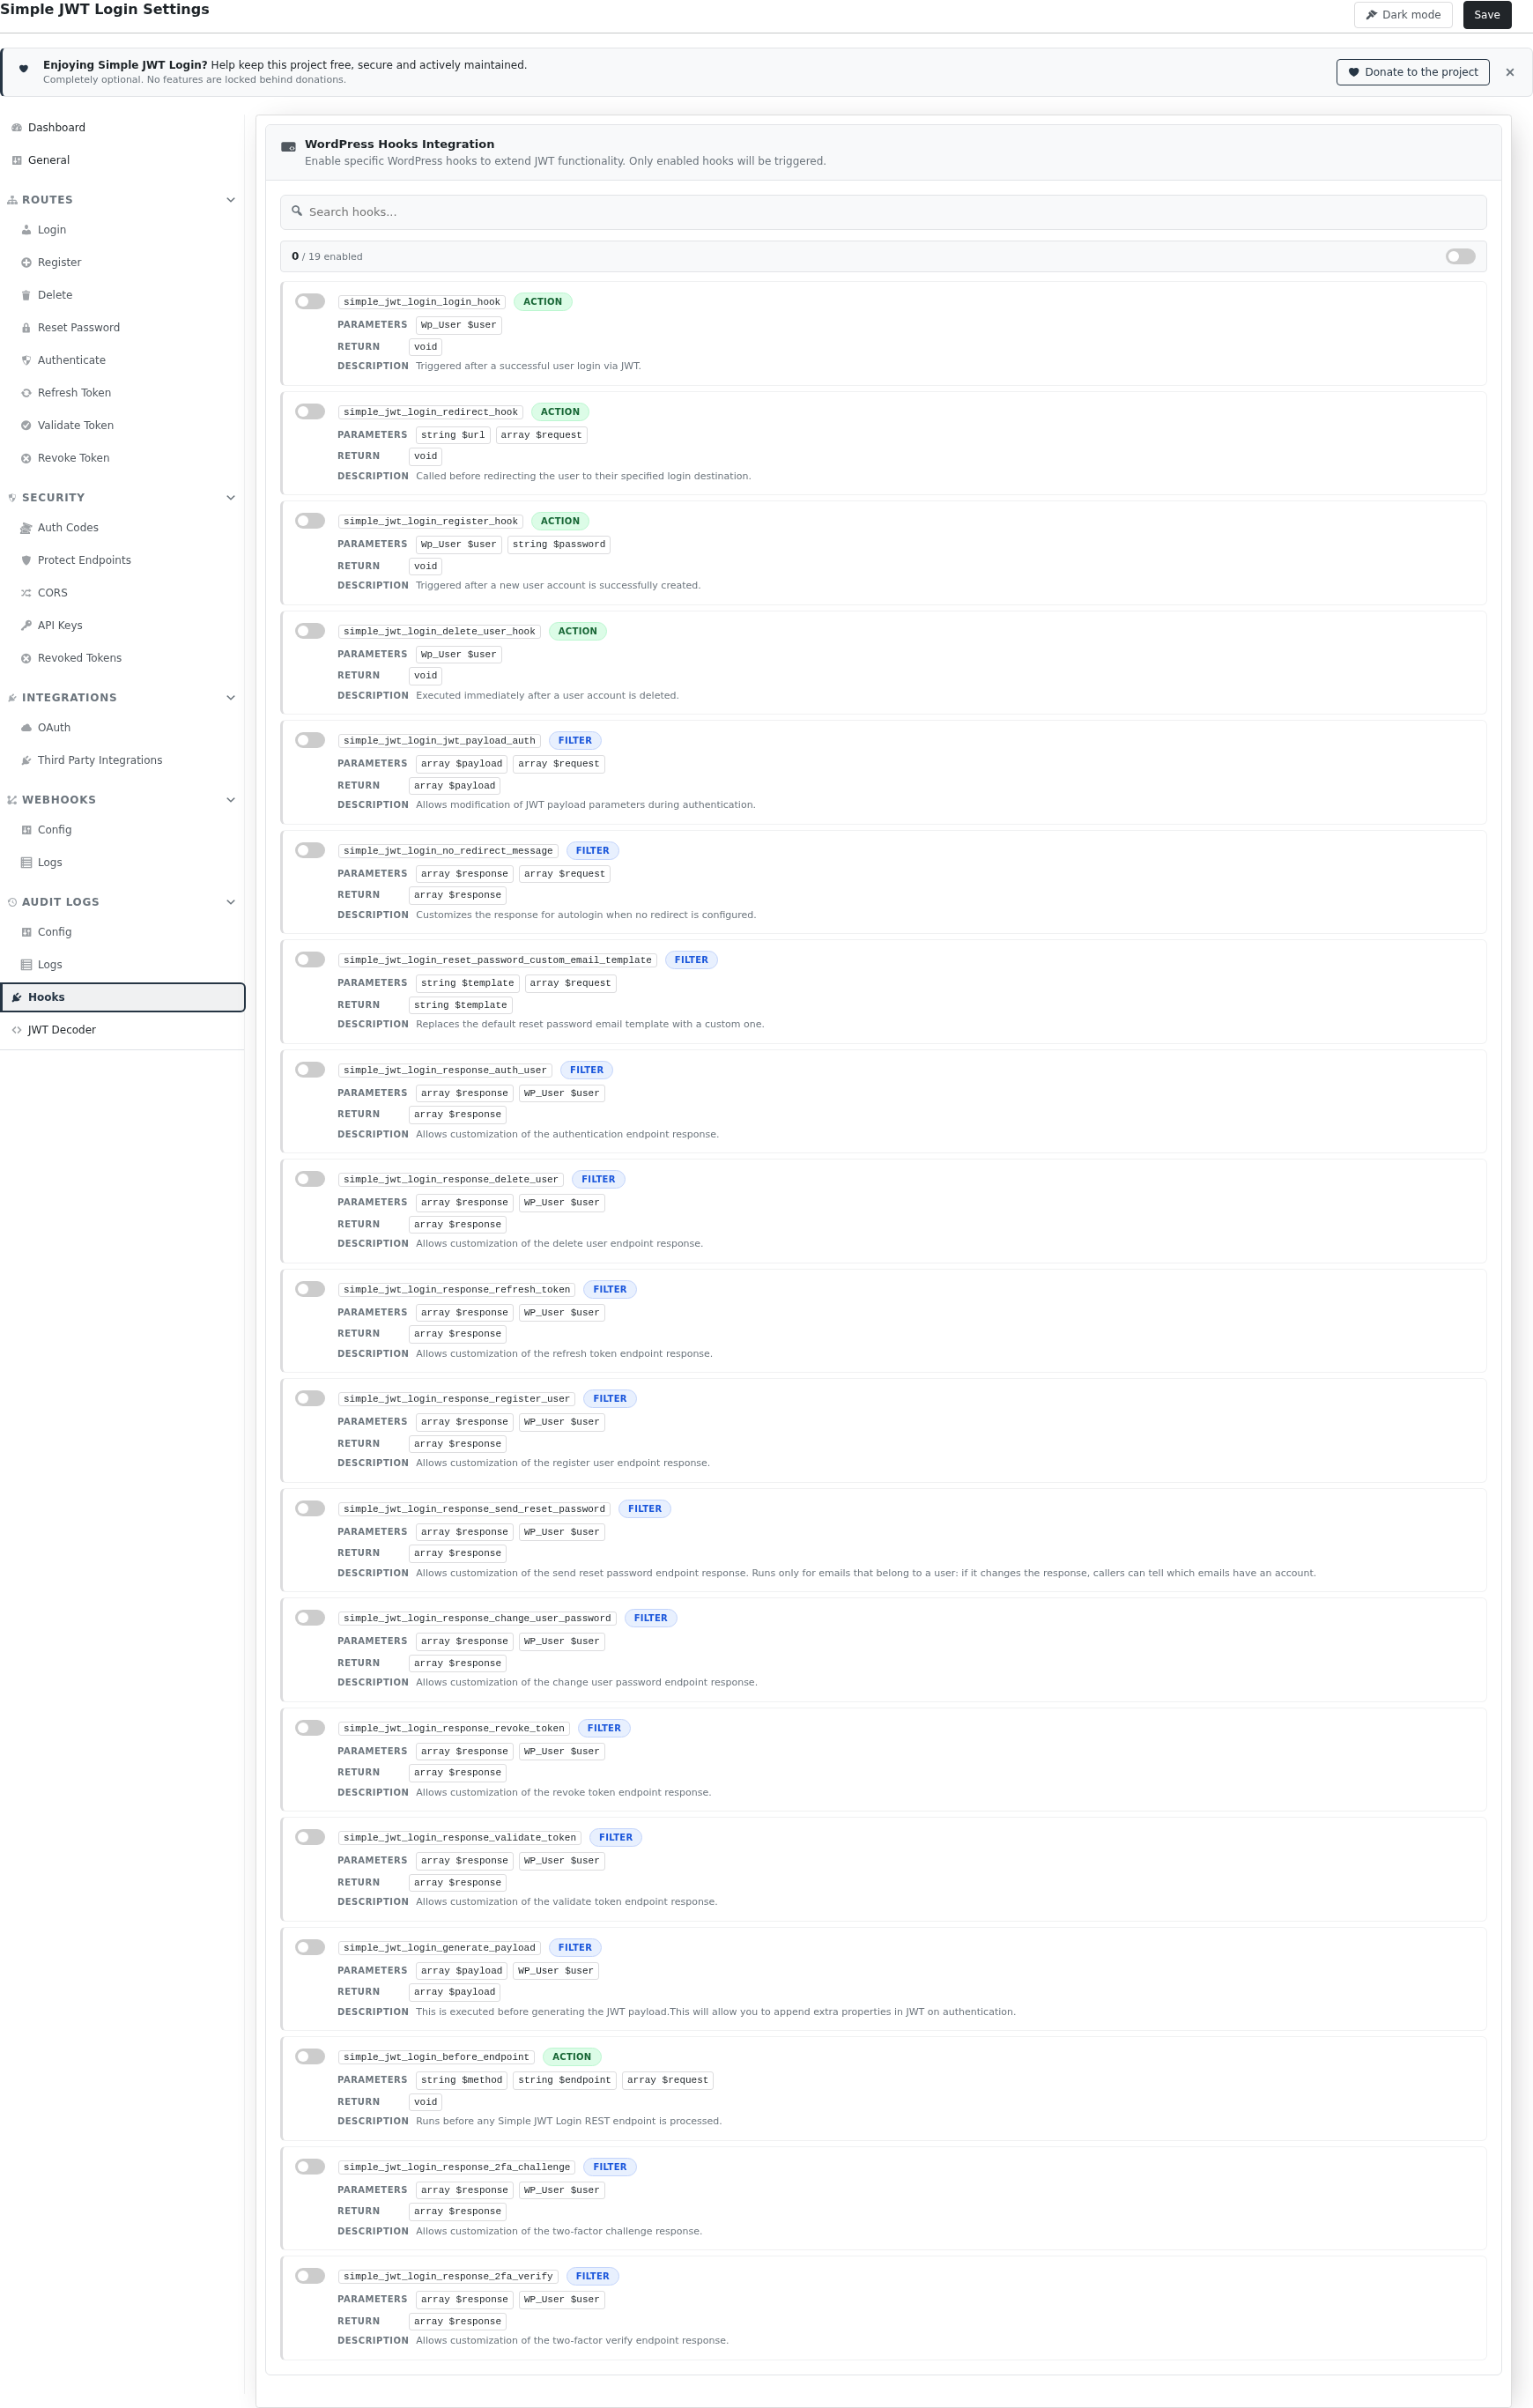 Simple JWT Login Settings
Dark mode
Save
Enjoying Simple JWT Login? Help keep this project free, secure and actively maintained.
Completely optional. No features are locked behind donations.
Donate to the project
Dashboard
General
ROUTES
Login
Register
Delete
Reset Password
Authenticate
Refresh Token
Validate Token
Revoke Token
SECURITY
Auth Codes
Protect Endpoints
CORS
API Keys
Revoked Tokens
INTEGRATIONS
OAuth
Third Party Integrations
WEBHOOKS
Config
Logs
AUDIT LOGS
Config
Logs
Hooks
JWT Decoder
WordPress Hooks Integration
Enable specific WordPress hooks to extend JWT functionality. Only enabled hooks will be triggered.
Search hooks...
0 / 19 enabled
simple_jwt_login_login_hook ACTION
PARAMETERS Wp_User $user
RETURN void
DESCRIPTION Triggered after a successful user login via JWT.
simple_jwt_login_redirect_hook ACTION
PARAMETERS string $url array $request
RETURN void
DESCRIPTION Called before redirecting the user to their specified login destination.
simple_jwt_login_register_hook ACTION
PARAMETERS Wp_User $user string $password
RETURN void
DESCRIPTION Triggered after a new user account is successfully created.
simple_jwt_login_delete_user_hook ACTION
PARAMETERS Wp_User $user
RETURN void
DESCRIPTION Executed immediately after a user account is deleted.
simple_jwt_login_jwt_payload_auth FILTER
PARAMETERS array $payload array $request
RETURN array $payload
DESCRIPTION Allows modification of JWT payload parameters during authentication.
simple_jwt_login_no_redirect_message FILTER
PARAMETERS array $response array $request
RETURN array $response
DESCRIPTION Customizes the response for autologin when no redirect is configured.
simple_jwt_login_reset_password_custom_email_template FILTER
PARAMETERS string $template array $request
RETURN string $template
DESCRIPTION Replaces the default reset password email template with a custom one.
simple_jwt_login_response_auth_user FILTER
PARAMETERS array $response WP_User $user
RETURN array $response
DESCRIPTION Allows customization of the authentication endpoint response.
simple_jwt_login_response_delete_user FILTER
PARAMETERS array $response WP_User $user
RETURN array $response
DESCRIPTION Allows customization of the delete user endpoint response.
simple_jwt_login_response_refresh_token FILTER
PARAMETERS array $response WP_User $user
RETURN array $response
DESCRIPTION Allows customization of the refresh token endpoint response.
simple_jwt_login_response_register_user FILTER
PARAMETERS array $response WP_User $user
RETURN array $response
DESCRIPTION Allows customization of the register user endpoint response.
simple_jwt_login_response_send_reset_password FILTER
PARAMETERS array $response WP_User $user
RETURN array $response
DESCRIPTION Allows customization of the send reset password endpoint response. Runs only for emails that belong to a user: if it changes the response, callers can tell which emails have an account.
simple_jwt_login_response_change_user_password FILTER
PARAMETERS array $response WP_User $user
RETURN array $response
DESCRIPTION Allows customization of the change user password endpoint response.
simple_jwt_login_response_revoke_token FILTER
PARAMETERS array $response WP_User $user
RETURN array $response
DESCRIPTION Allows customization of the revoke token endpoint response.
simple_jwt_login_response_validate_token FILTER
PARAMETERS array $response WP_User $user
RETURN array $response
DESCRIPTION Allows customization of the validate token endpoint response.
simple_jwt_login_generate_payload FILTER
PARAMETERS array $payload WP_User $user
RETURN array $payload
DESCRIPTION This is executed before generating the JWT payload.This will allow you to append extra properties in JWT on authentication.
simple_jwt_login_before_endpoint ACTION
PARAMETERS string $method string $endpoint array $request
RETURN void
DESCRIPTION Runs before any Simple JWT Login REST endpoint is processed.
simple_jwt_login_response_2fa_challenge FILTER
PARAMETERS array $response WP_User $user
RETURN array $response
DESCRIPTION Allows customization of the two-factor challenge response.
simple_jwt_login_response_2fa_verify FILTER
PARAMETERS array $response WP_User $user
RETURN array $response
DESCRIPTION Allows customization of the two-factor verify endpoint response.